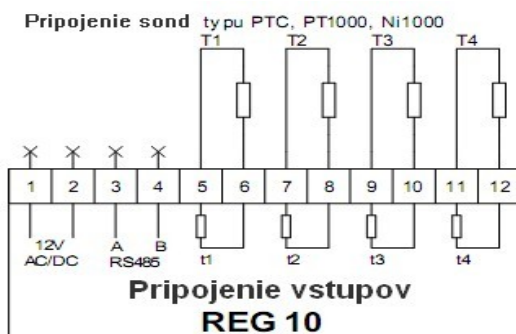 Pripojenie sond typu PTC, PT1000, Ni1000
T1 T2 T3 T4
1 2 3 4 5 6 7 8 9 10 11 12
12V A B t1 t2 t3 t4
AC/DC RS485
Pripojenie vstupov
REG 10